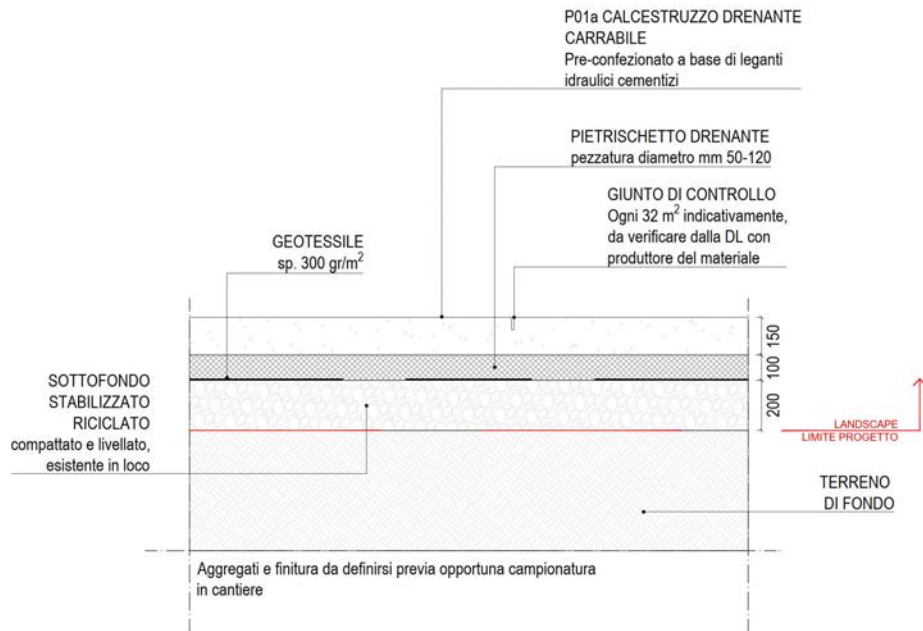 P01a CALCESTRUZZO DRENANTE
CARRABILE
Pre-confezionato a base di leganti
idraulici cementizi
PIETRISCHETTO DRENANTE
pezzatura diametro mm 50-120
GIUNTO DI CONTROLLO
Ogni 32 m² indicativamente,
da verificare dalla DL con
produttore del materiale
GEOTESSILE
sp. 300 gr/m²
150
100
200
SOTTOFONDO
STABILIZZATO
RICICLATO
compattato e livellato,
esistente in loco
LANDSCAPE
LIMITE PROGETTO
TERRENO
DI FONDO
Aggregati e finitura da definirsi previa opportuna campionatura
in cantiere